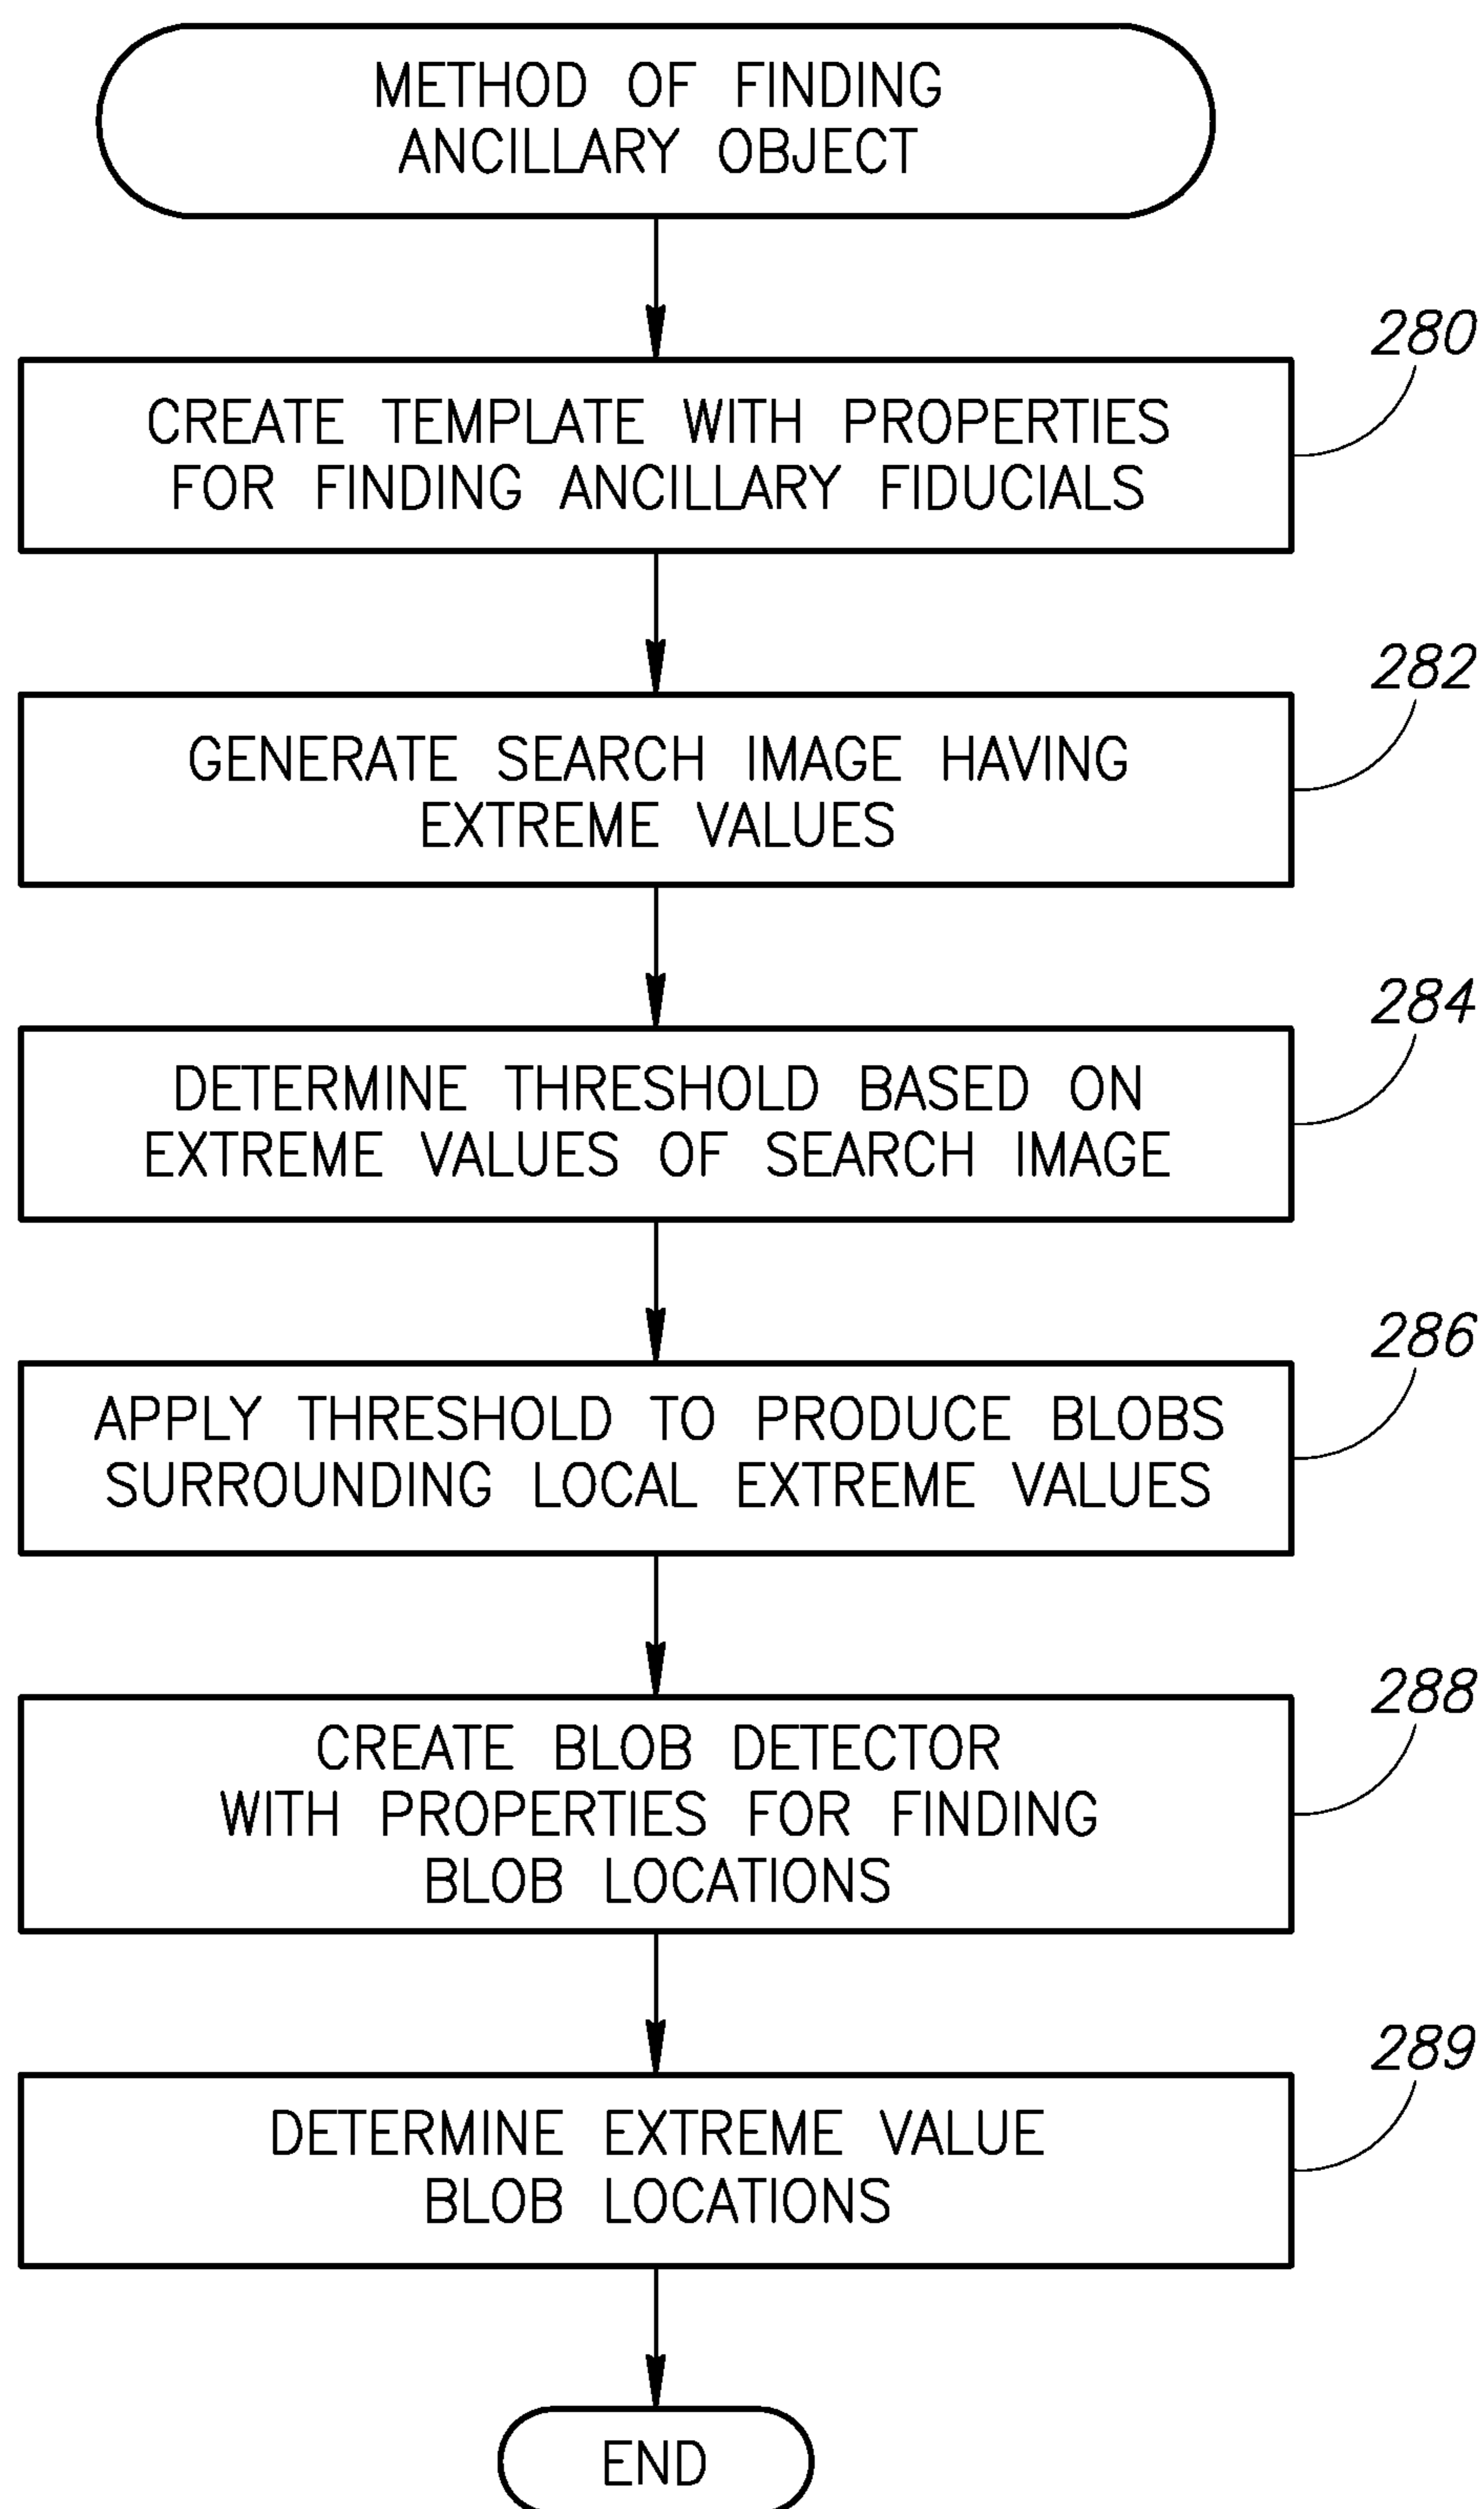 METHOD OF FINDING
ANCILLARY OBJECT
280
CREATE TEMPLATE WITH PROPERTIES
FOR FINDING ANCILLARY FIDUCIALS
282
GENERATE SEARCH IMAGE HAVING
EXTREME VALUES
284
DETERMINE THRESHOLD BASED ON
EXTREME VALUES OF SEARCH IMAGE
286
APPLY THRESHOLD TO PRODUCE BLOBS
SURROUNDING LOCAL EXTREME VALUES
288
CREATE BLOB DETECTOR
WITH PROPERTIES FOR FINDING
BLOB LOCATIONS
289
DETERMINE EXTREME VALUE
BLOB LOCATIONS
END